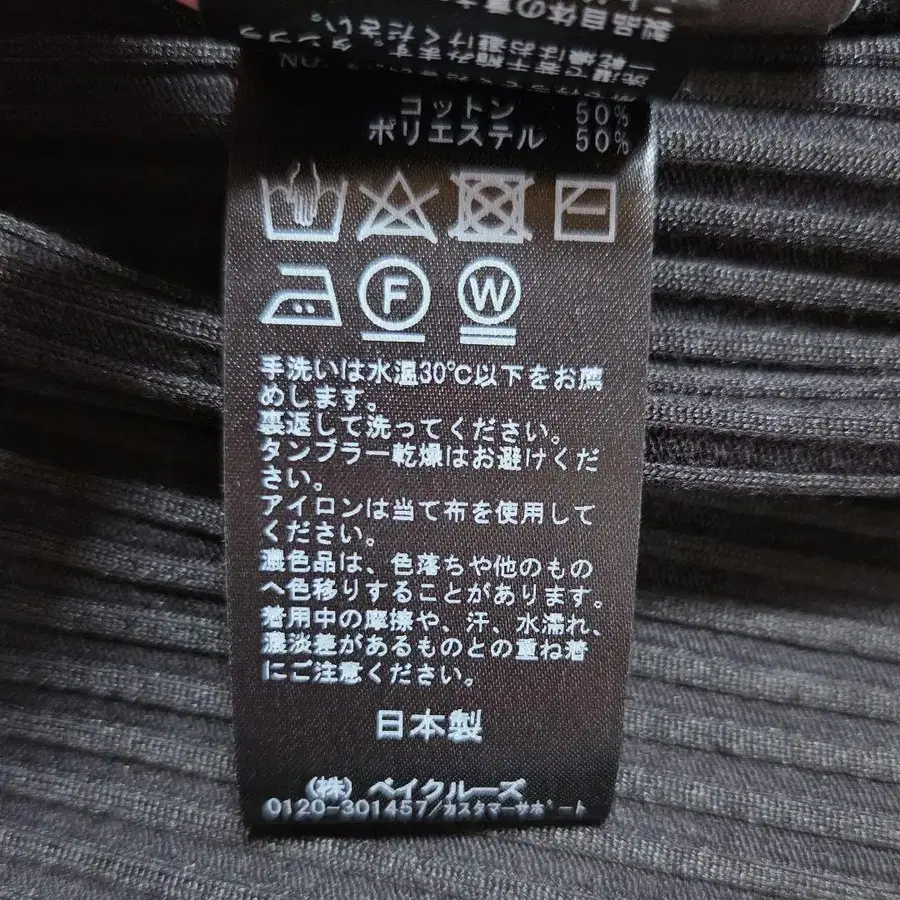 コットン 50%
ポリエステル 50%
F
W
手洗いは水温30℃以下をお薦
めします。
裏返して洗ってください。
タンブラー乾燥はお避けくだ
さい。
アイロンは当て布を使用して
ください。
濃色品は、色落ちや他のもの
へ色移りすることがあります。
着用中の摩擦や、汗、水濡れ、
濃淡差があるものとの重ね着
にご注意ください。
日本製
(株) ベイクルーズ
0120-301457/カスタマーサポート